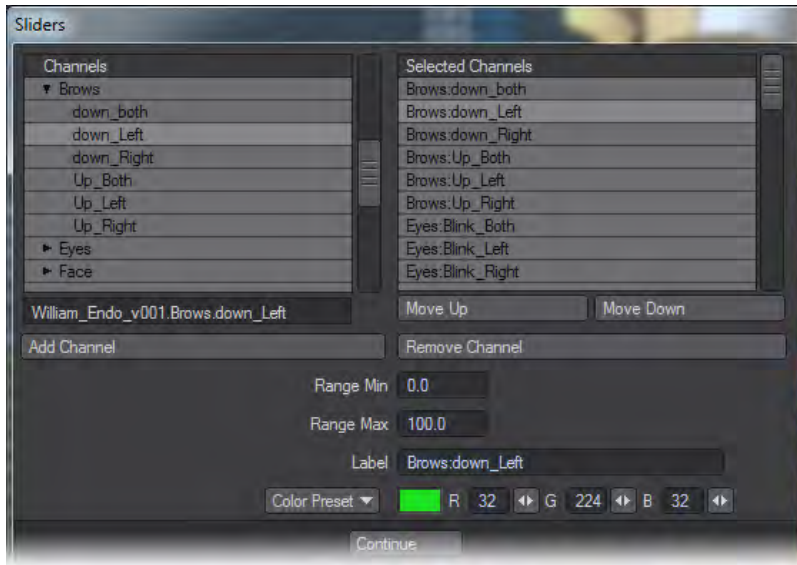 Sliders
Channels
Brows
down_both
down_Left
down_Right
Up_Both
Up_Left
Up_Right
Eyes
Face
William_Endo_v001.Brows.down_Left
Add Channel
Selected Channels
Brows:down_both
Brows:down_Left
Brows:down_Right
Brows:Up_Both
Brows:Up_Left
Brows:Up_Right
Eyes:Blink_Both
Eyes:Blink_Left
Eyes:Blink_Right
Move Up Move Down
Remove Channel
Range Min 0.0
Range Max 100.0
Label Brows:down_Left
Color Preset R 32 G 224 B 32
Continue